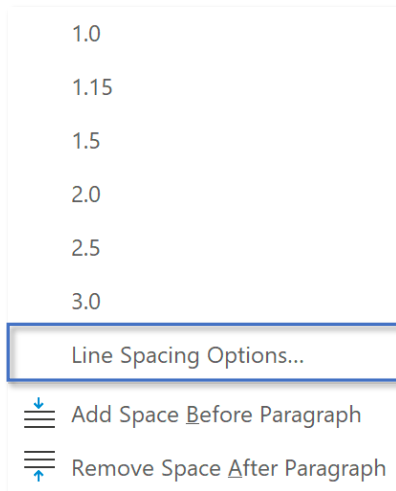 1.0
1.15
1.5
2.0
2.5
3.0
Line Spacing Options...
Add Space Before Paragraph
Remove Space After Paragraph